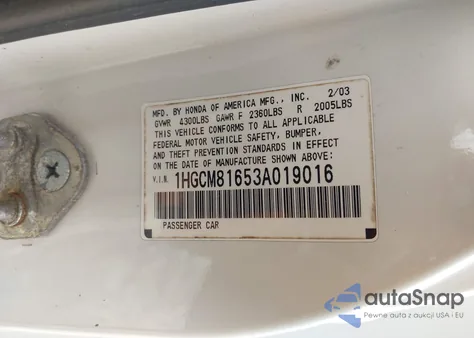 MFD. BY HONDA OF AMERICA MFG., INC. 2/03
GVWR 4300LBS GAWR F 2360LBS R 2005LBS
THIS VEHICLE CONFORMS TO ALL APPLICABLE
FEDERAL MOTOR VEHICLE SAFETY, BUMPER,
AND THEFT PREVENTION STANDARDS IN EFFECT
ON THE DATE OF MANUFACTURE SHOWN ABOVE:
V.I.N. 1HGCM81653A019016
PASSENGER CAR
autoSnap
Pewne auta z aukcji USA i EU